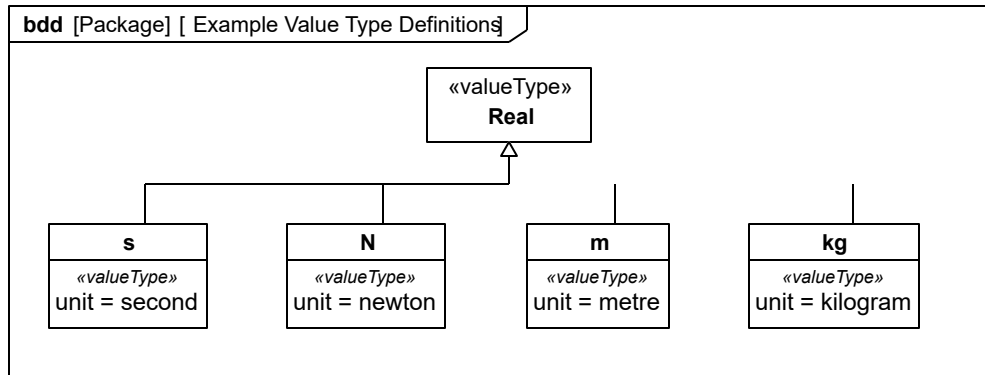 bdd [Package] [ Example Value Type Definitions]
«valueType»
Real
s
«valueType»
unit = second
N
«valueType»
unit = newton
m
«valueType»
unit = metre
kg
«valueType»
unit = kilogram